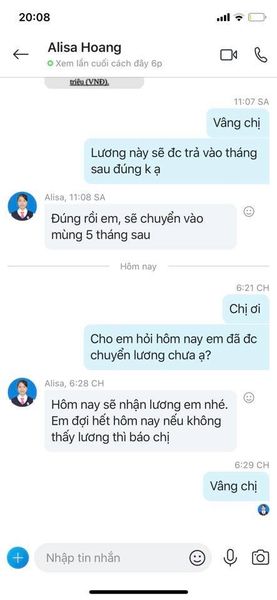 20:08
Alisa Hoang
Xem lần cuối cách đây 6p
triệu (VNĐ).
11:07 SA
Vâng chị
Lương này sẽ đc trả vào tháng
sau đúng k ạ
Alisa, 11:08 SA
Đúng rồi em, sẽ chuyển vào
mùng 5 tháng sau
Hôm nay
6:21 CH
Chị ơi
Cho em hỏi hôm nay em đã đc
chuyển lương chưa ạ?
Alisa, 6:28 CH
Hôm nay sẽ nhận lương em nhé.
Em đợi hết hôm nay nếu không
thấy lương thì báo chị
6:29 CH
Vâng chị
Nhập tin nhắn